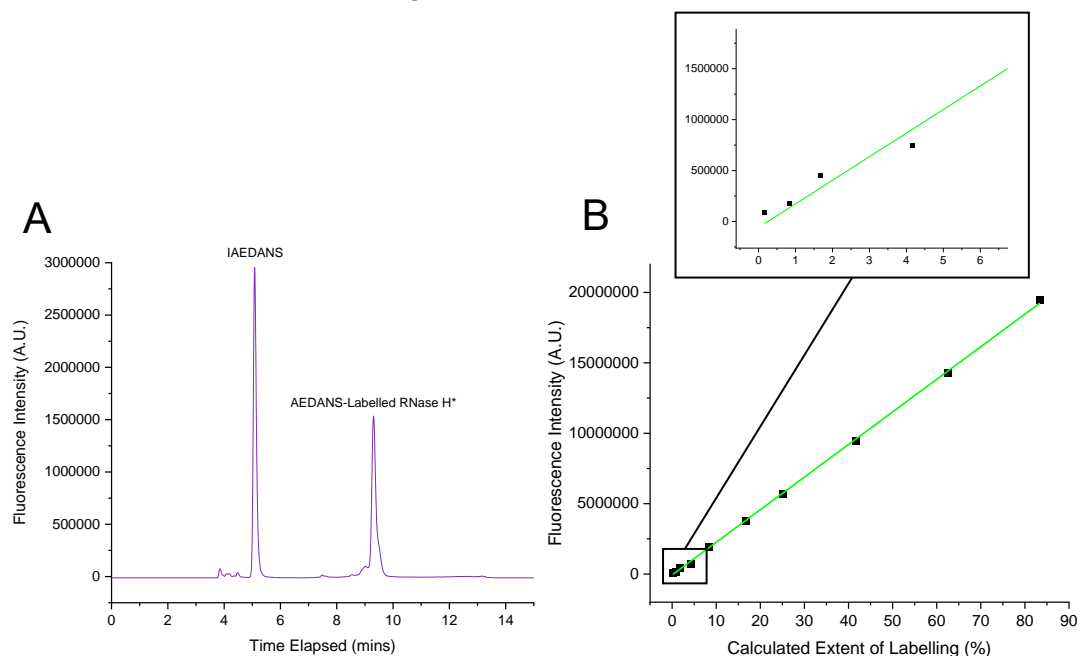 A
IAEDANS
AEDANS-Labelled RNase H*
Fluorescence Intensity (A.U.)
3000000
2500000
2000000
1500000
1000000
500000
0
0 2 4 6 8 10 12 14
Time Elapsed (mins)
B
1500000
1000000
500000
0
0 1 2 3 4 5 6
Fluorescence Intensity (A.U.)
20000000
15000000
10000000
5000000
0
0 10 20 30 40 50 60 70 80 90
Calculated Extent of Labelling (%)